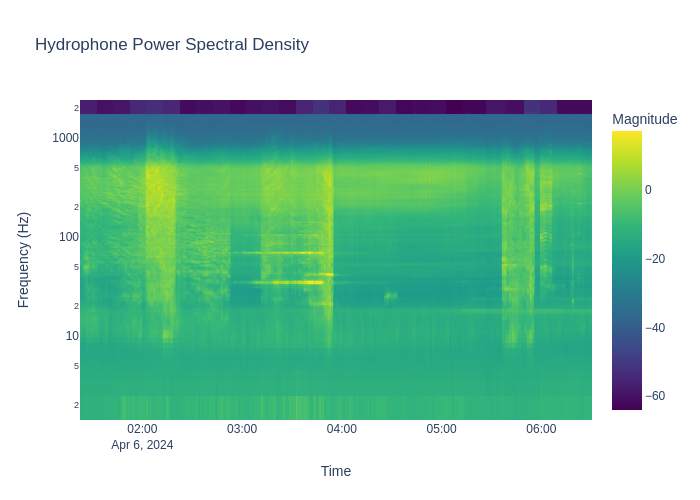 Hydrophone Power Spectral Density
Magnitude
0
−20
−40
−60
Frequency (Hz)
2
1000
5
2
100
5
2
10
5
2
02:00 03:00 04:00 05:00 06:00
Apr 6, 2024
Time